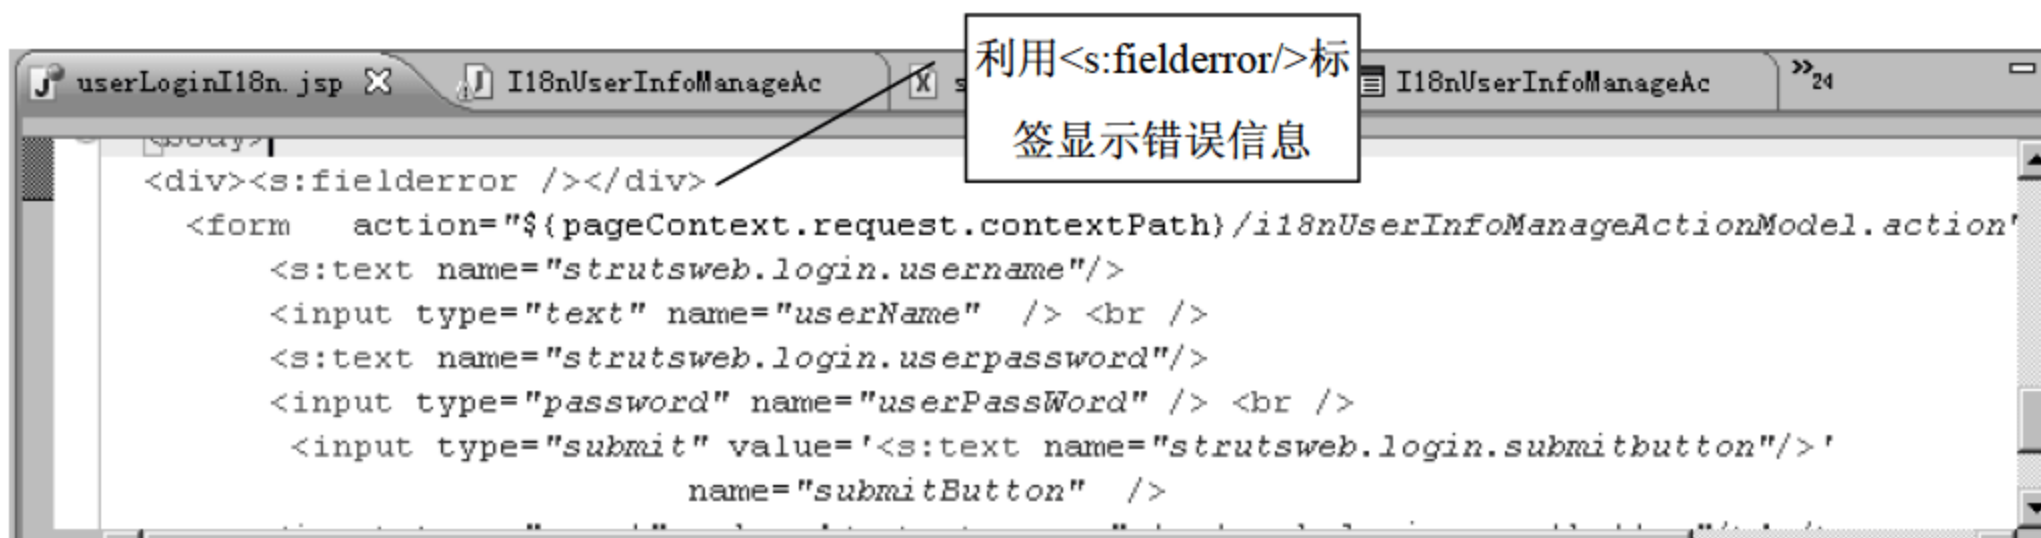 利用<s:fielderror/>标
签显示错误信息
userLoginI18n.jsp
I18nUserInfoManageAc
I18nUserInfoManageAc
»24
<body>
<div><s:fielderror /></div>
<form   action="${pageContext.request.contextPath}/i18nUserInfoManageActionModel.action"
<s:text name="strutsweb.login.username"/>
<input type="text" name="userName"  /> <br />
<s:text name="strutsweb.login.userpassword"/>
<input type="password" name="userPassWord" /> <br />
<input type="submit" value='<s:text name="strutsweb.login.submitbutton"/>'
name="submitButton"  />